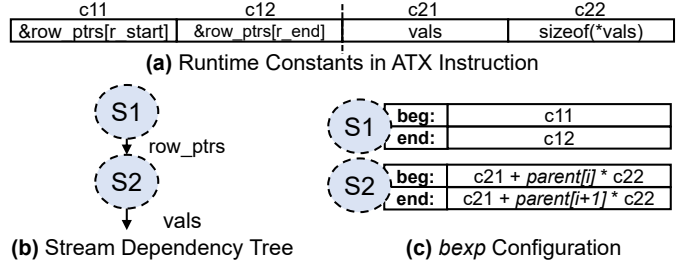 c11 c12 c21 c22
&row_ptrs[r_start] &row_ptrs[r_end] vals sizeof(*vals)
(a) Runtime Constants in ATX Instruction
S1
row_ptrs
S2
vals
(b) Stream Dependency Tree
S1
beg: c11
end: c12
S2
beg: c21 + parent[i] * c22
end: c21 + parent[i+1] * c22
(c) bexp Configuration